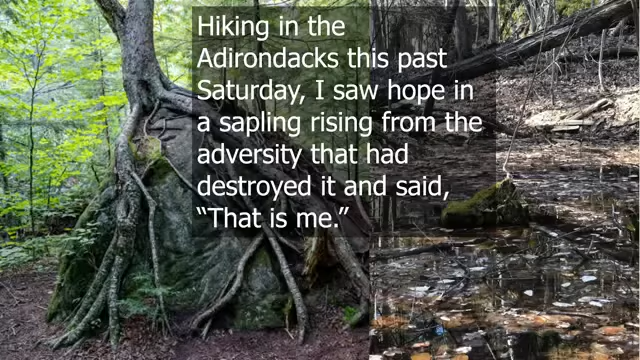 Hiking in the
Adirondacks this past
Saturday, I saw hope in
a sapling rising from the
adversity that had
destroyed it and said,
“That is me.”